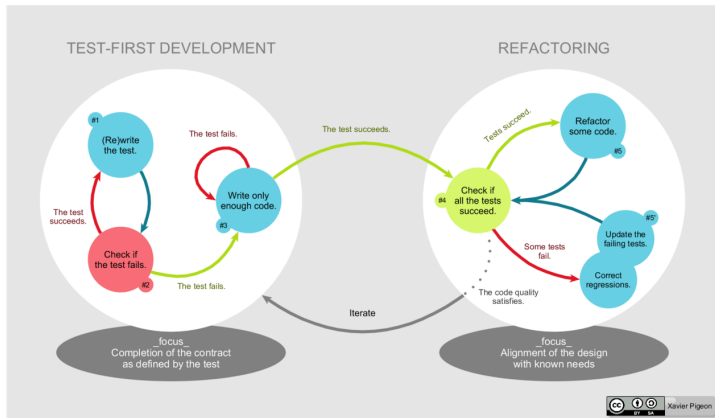 TEST-FIRST DEVELOPMENT
REFACTORING
#1
(Re)write
the test.
The test
succeeds.
Check if
the test fails.
#2
The test fails.
The test fails.
Write only
enough code.
#3
The test succeeds.
#4
Check if
all the tests
succeed.
Tests succeed.
Refactor
some code.
#5
#5'
Update the
failing tests.
Correct
regressions.
Some tests
fail.
The code quality
satisfies.
Iterate
_focus_
Completion of the contract
as defined by the test
_focus_
Alignment of the design
with known needs
cc
BY
SA
Xavier Pigeon